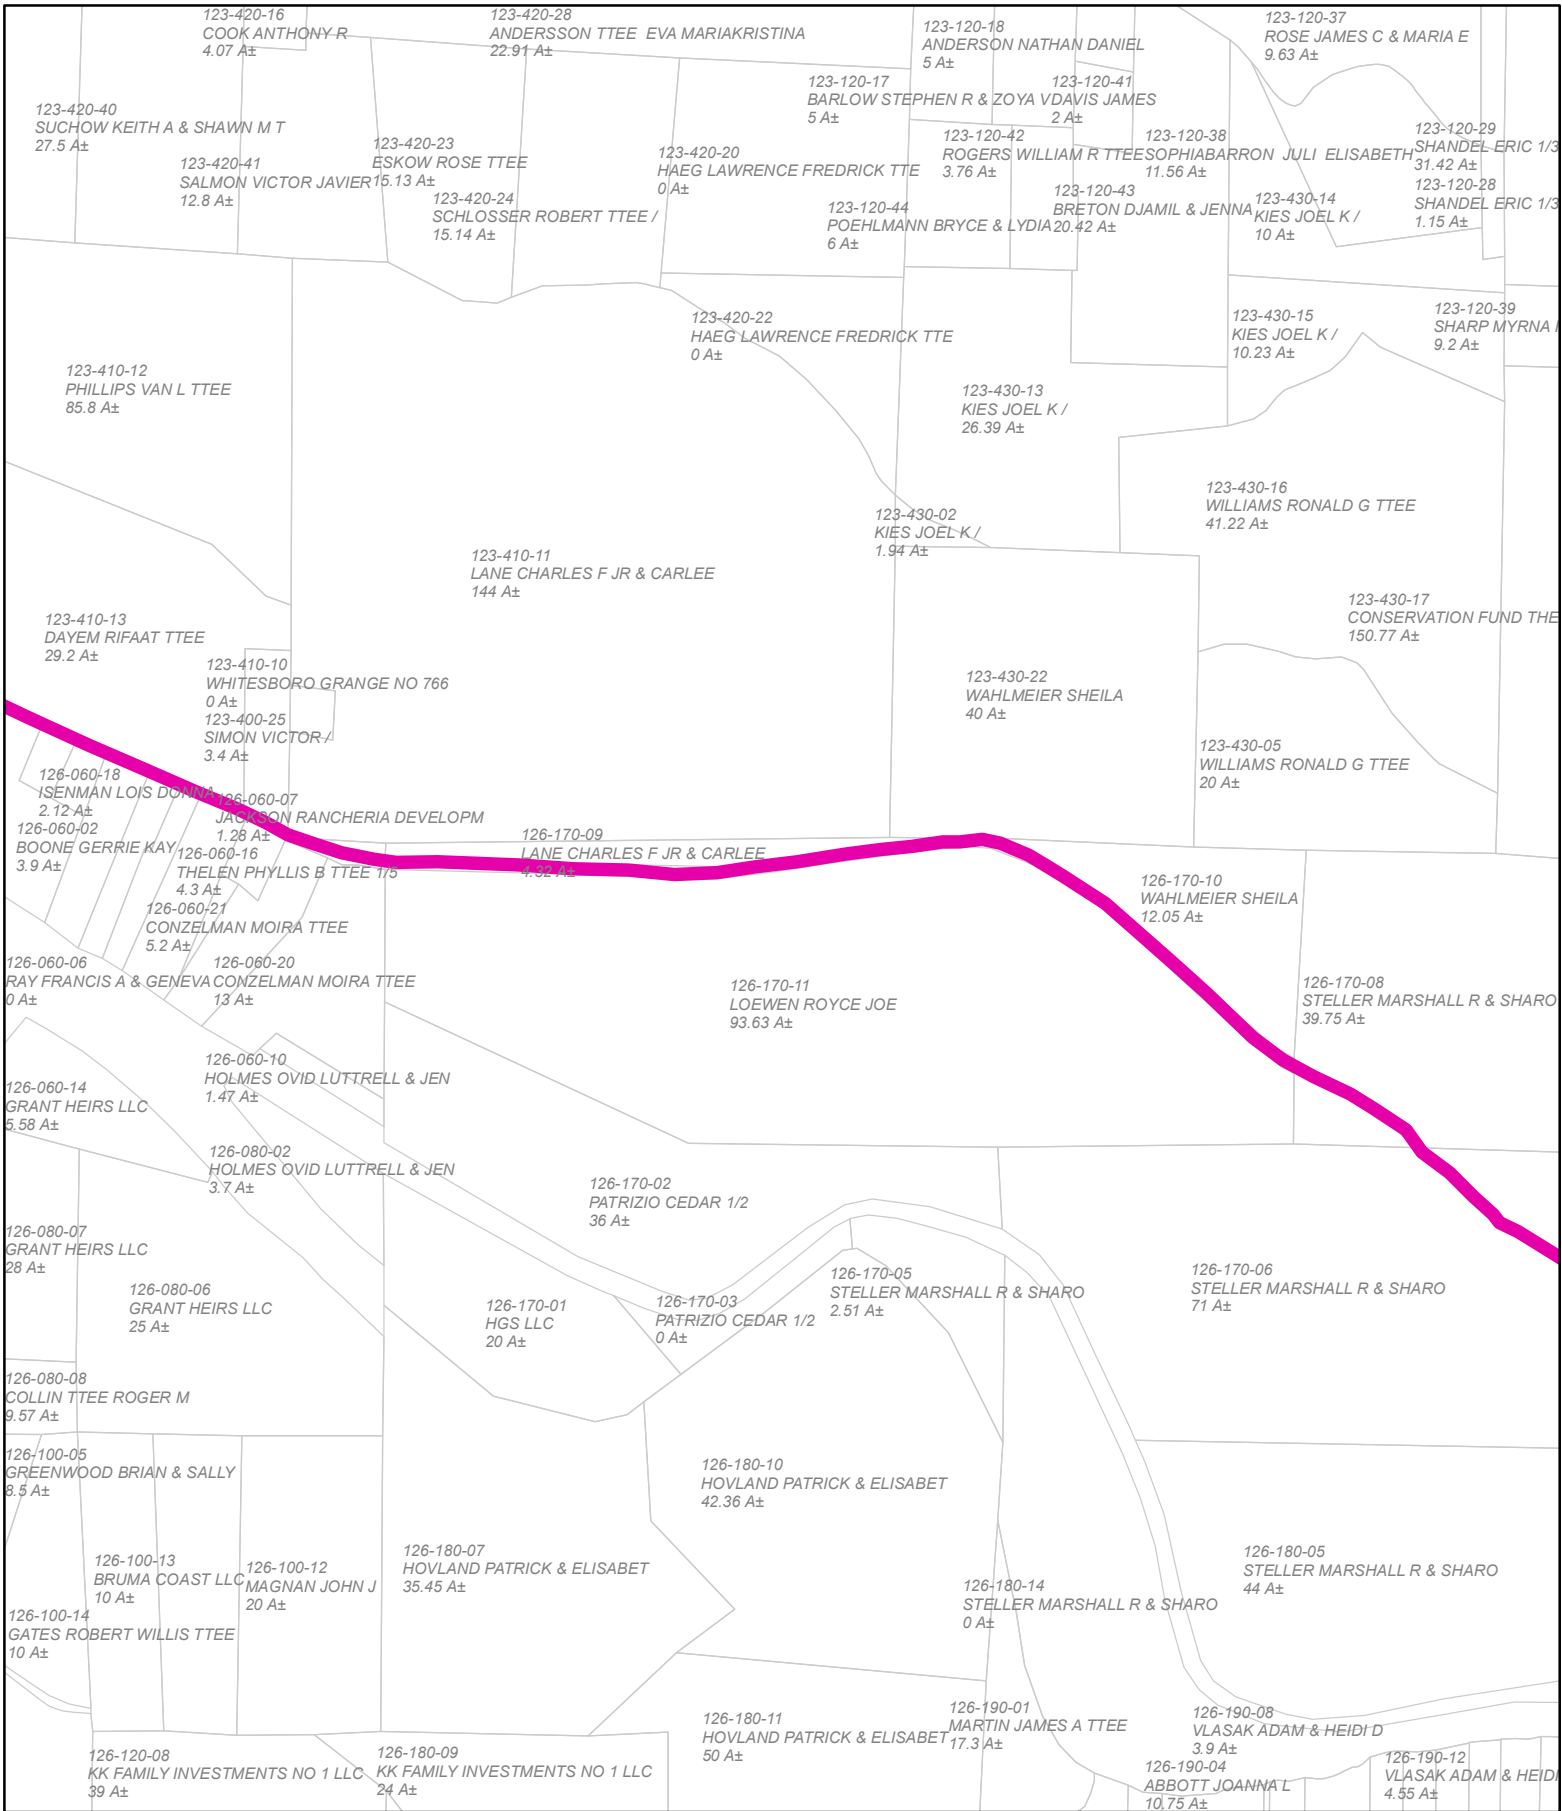 123-420-16
COOK ANTHONY R
4.07 A±
123-420-28
ANDERSSON TTEE  EVA MARIAKRISTINA
22.91 A±
123-120-18
ANDERSON NATHAN DANIEL
5 A±
123-120-37
ROSE JAMES C & MARIA E
9.63 A±
123-420-40
SUCHOW KEITH A & SHAWN M T
27.5 A±
123-120-17
BARLOW STEPHEN R & ZOYA V
5 A±
123-120-41
DAVIS JAMES
2 A±
123-420-41
SALMON VICTOR JAVIER
12.8 A±
123-420-23
ESKOW ROSE TTEE
15.13 A±
123-420-20
HAEG LAWRENCE FREDRICK TTE
0 A±
123-120-42
ROGERS WILLIAM R TTEE
3.76 A±
123-120-38
SOPHIABARRON  JULI  ELISABETH
11.56 A±
123-120-29
SHANDEL ERIC 1/3
31.42 A±
123-420-24
SCHLOSSER ROBERT TTEE /
15.14 A±
123-120-44
POEHLMANN BRYCE & LYDIA
6 A±
123-120-43
BRETON DJAMIL & JENNA
20.42 A±
123-430-14
KIES JOEL K /
10 A±
123-120-28
SHANDEL ERIC 1/3
1.15 A±
123-420-22
HAEG LAWRENCE FREDRICK TTE
0 A±
123-430-15
KIES JOEL K /
10.23 A±
123-120-39
SHARP MYRNA
9.2 A±
123-410-12
PHILLIPS VAN L TTEE
85.8 A±
123-430-13
KIES JOEL K /
26.39 A±
123-430-16
WILLIAMS RONALD G TTEE
41.22 A±
123-430-02
KIES JOEL K /
1.94 A±
123-410-11
LANE CHARLES F JR & CARLEE
144 A±
123-430-17
CONSERVATION FUND THE
150.77 A±
123-410-13
DAYEM RIFAAT TTEE
29.2 A±
123-410-10
WHITESBORO GRANGE NO 766
0 A±
123-430-22
WAHLMEIER SHEILA
40 A±
123-400-25
SIMON VICTOR /
3.4 A±
123-430-05
WILLIAMS RONALD G TTEE
20 A±
126-060-18
ISENMAN LOIS DONNA
2.12 A±
126-060-07
JACKSON RANCHERIA DEVELOPM
1.28 A±
126-060-02
BOONE GERRIE KAY
3.9 A±
126-170-09
LANE CHARLES F JR & CARLEE
4.32 A±
126-060-16
THELEN PHYLLIS B TTEE 1/5
4.3 A±
126-170-10
WAHLMEIER SHEILA
12.05 A±
126-060-21
CONZELMAN MOIRA TTEE
5.2 A±
126-060-06
RAY FRANCIS A & GENEVA
0 A±
126-060-20
CONZELMAN MOIRA TTEE
13 A±
126-170-11
LOEWEN ROYCE JOE
93.63 A±
126-170-08
STELLER MARSHALL R & SHARO
39.75 A±
126-060-10
HOLMES OVID LUTTRELL & JEN
1.47 A±
126-060-14
GRANT HEIRS LLC
5.58 A±
126-080-02
HOLMES OVID LUTTRELL & JEN
3.7 A±
126-170-02
PATRIZIO CEDAR 1/2
36 A±
126-080-07
GRANT HEIRS LLC
28 A±
126-080-06
GRANT HEIRS LLC
25 A±
126-170-01
HGS LLC
20 A±
126-170-03
PATRIZIO CEDAR 1/2
0 A±
126-170-05
STELLER MARSHALL R & SHARO
2.51 A±
126-170-06
STELLER MARSHALL R & SHARO
71 A±
126-080-08
COLLIN TTEE ROGER M
9.57 A±
126-100-05
GREENWOOD BRIAN & SALLY
8.5 A±
126-180-10
HOVLAND PATRICK & ELISABET
42.36 A±
126-100-13
BRUMA COAST LLC
10 A±
126-100-12
MAGNAN JOHN J
20 A±
126-180-07
HOVLAND PATRICK & ELISABET
35.45 A±
126-180-05
STELLER MARSHALL R & SHARO
44 A±
126-180-14
STELLER MARSHALL R & SHARO
0 A±
126-100-14
GATES ROBERT WILLIS TTEE
10 A±
126-180-11
HOVLAND PATRICK & ELISABET
50 A±
126-190-01
MARTIN JAMES A TTEE
17.3 A±
126-190-08
VLASAK ADAM & HEIDI D
3.9 A±
126-120-08
KK FAMILY INVESTMENTS NO 1 LLC
39 A±
126-180-09
KK FAMILY INVESTMENTS NO 1 LLC
24 A±
126-190-04
ABBOTT JOANNA L
10.75 A±
126-190-12
VLASAK ADAM & HEIDI
4.55 A±